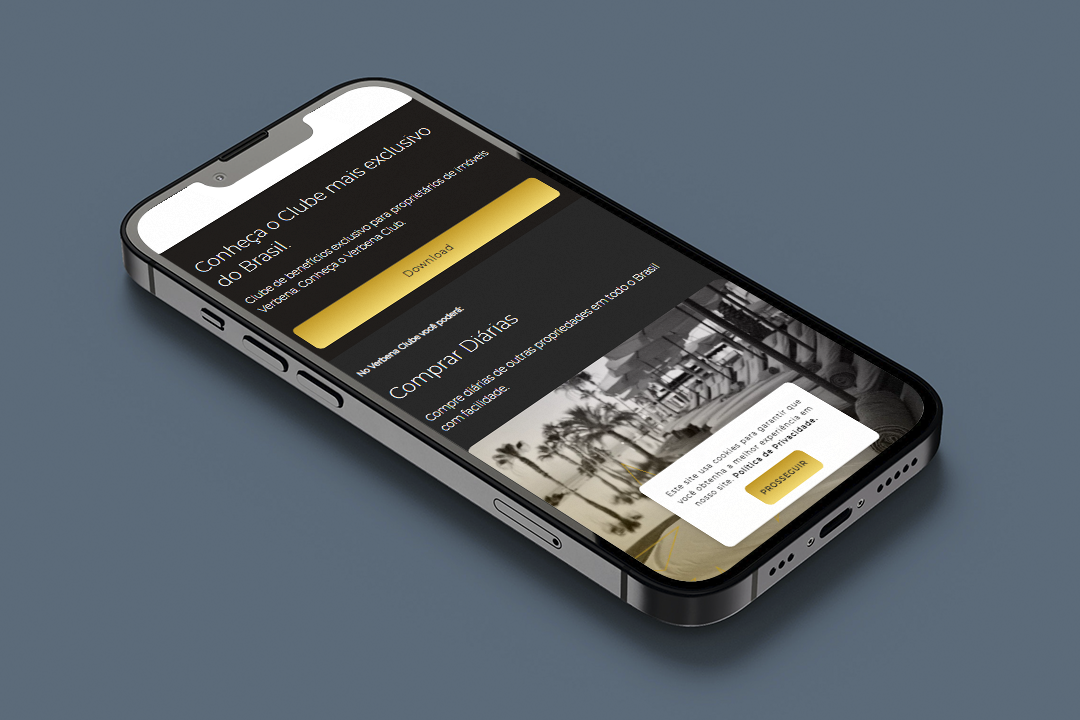 Conheça o Clube mais exclusivo
do Brasil.
Clube de benefícios exclusivo para proprietários de imóveis
Verbena. Conheça o Verbena Club.
Download
No Verbena Clube você poderá:
Comprar Diárias
Compre diárias de outras propriedades em todo o Brasil
com facilidade.
Este site usa cookies para garantir que
você obtenha a melhor experiência em
nosso site. Política de Privacidade.
PROSSEGUIR